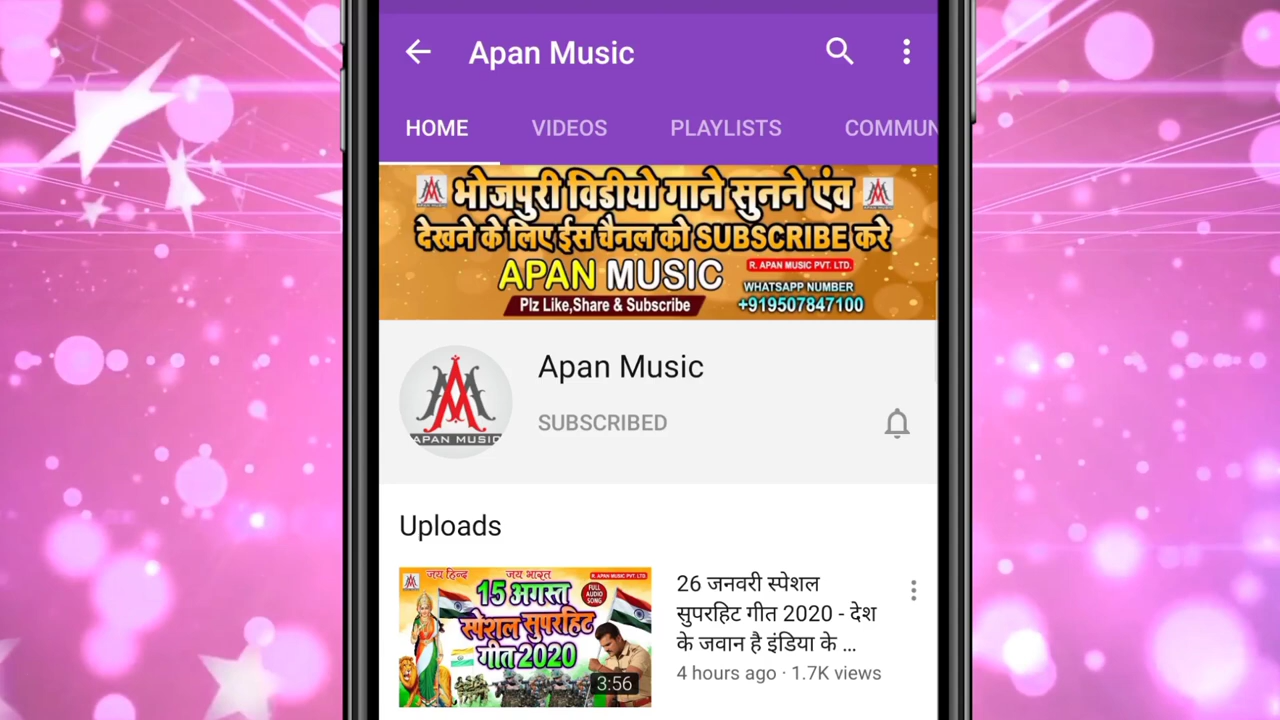 Apan Music
HOME VIDEOS PLAYLISTS COMMUN
भोजपुरी विडीयो गाने सुनने एंव
देखने के लिए ईस चैनल को SUBSCRIBE करे
APAN MUSIC
R. APAN MUSIC PVT. LTD.
WHATSAPP NUMBER
+919507847100
Plz Like,Share & Subscribe
Apan Music
SUBSCRIBED
APAN MUSIC
Uploads
जय हिन्द जय भारत
R. APAN MUSIC PVT. LTD
15 अगस्त
FULL
AUDIO
SONG
स्पेशल सुपरहिट
गीत 2020
3:56
26 जनवरी स्पेशल
सुपरहिट गीत 2020 - देश
के जवान है इंडिया के ...
4 hours ago · 1.7K views